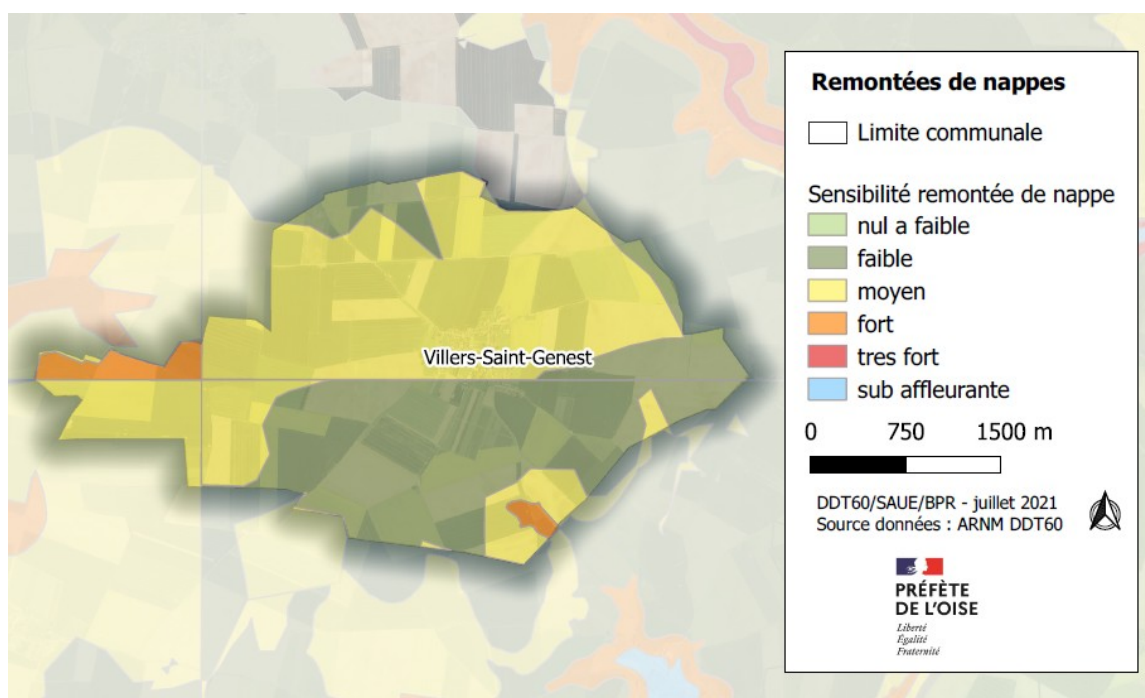 Villers-Saint-Genest
Remontées de nappes
Limite communale
Sensibilité remontée de nappe
nul a faible
faible
moyen
fort
tres fort
sub affleurante
0 750 1500 m
DDT60/SAUE/BPR - juillet 2021
Source données : ARNM DDT60
PRÉFÈTE
DE L'OISE
Liberté
Égalité
Fraternité